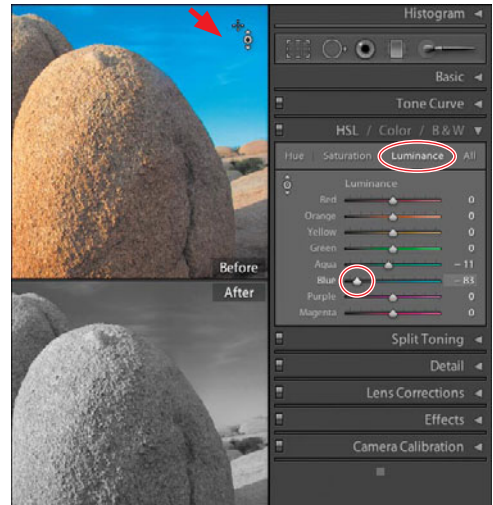 Before
After
Histogram
Basic
Tone Curve
HSL / Color / B & W
Hue Saturation Luminance All
Luminance
Red 0
Orange 0
Yellow 0
Green 0
Aqua – 11
Blue – 83
Purple 0
Magenta 0
Split Toning
Detail
Lens Corrections
Effects
Camera Calibration